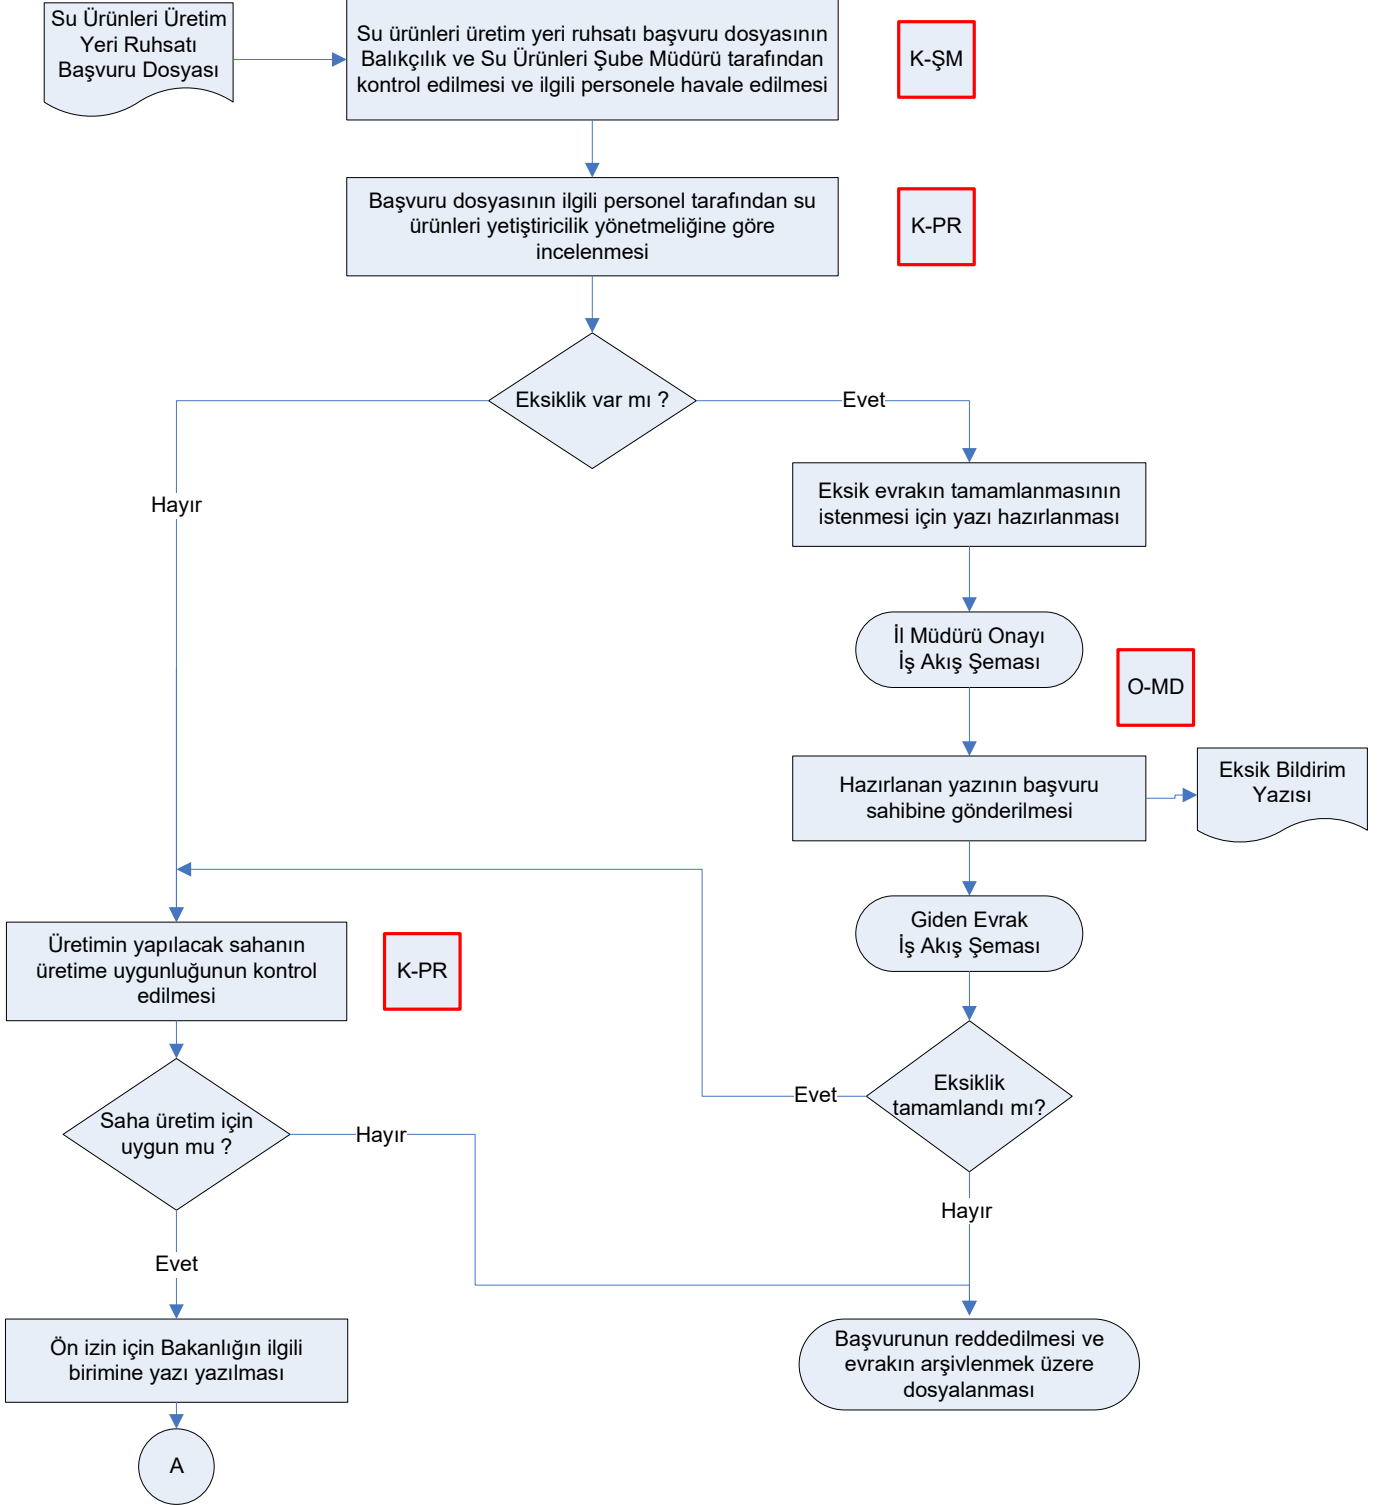 Su Ürünleri Üretim
Yeri Ruhsatı
Başvuru Dosyası
Su ürünleri üretim yeri ruhsatı başvuru dosyasının
Balıkçılık ve Su Ürünleri Şube Müdürü tarafından
kontrol edilmesi ve ilgili personele havale edilmesi
K-ŞM
Başvuru dosyasının ilgili personel tarafından su
ürünleri yetiştiricilik yönetmeliğine göre
incelenmesi
K-PR
Eksiklik var mı ?
Evet
Hayır
Eksik evrakın tamamlanmasının
istenmesi için yazı hazırlanması
İl Müdürü Onayı
İş Akış Şeması
O-MD
Hazırlanan yazının başvuru
sahibine gönderilmesi
Eksik Bildirim
Yazısı
Giden Evrak
İş Akış Şeması
Üretimin yapılacak sahanın
üretime uygunluğunun kontrol
edilmesi
K-PR
Eksiklik
tamamlandı mı?
Evet
Saha üretim için
uygun mu ?
Hayır
Hayır
Evet
Ön izin için Bakanlığın ilgili
birimine yazı yazılması
Başvurunun reddedilmesi ve
evrakın arşivlenmek üzere
dosyalanması
A